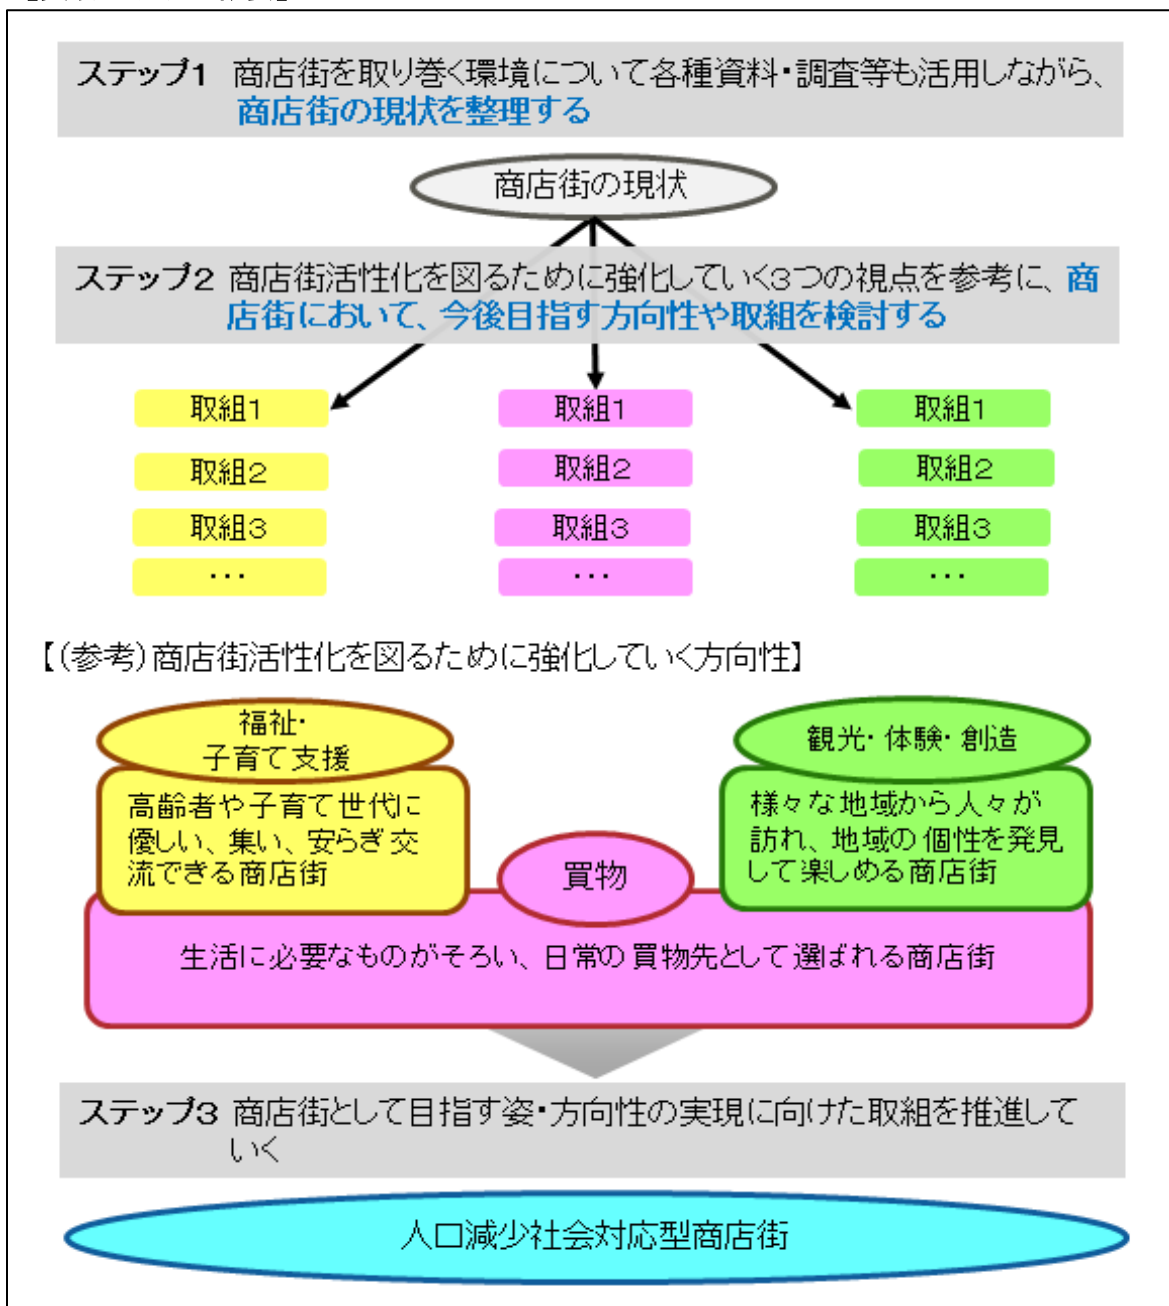 ステップ1 商店街を取り巻く環境について各種資料・調査等も活用しながら、
商店街の現状を整理する
商店街の現状
ステップ2 商店街活性化を図るために強化していく3つの視点を参考に、商
店街において、今後目指す方向性や取組を検討する
取組1 取組1 取組1
取組2 取組2 取組2
取組3 取組3 取組3
・・・ ・・・ ・・・
【(参考)商店街活性化を図るために強化していく方向性】
福祉・
子育て支援
高齢者や子育て世代に
優しい、集い、安らぎ交
流できる商店街
観光・体験・創造
様々な地域から人々が
訪れ、地域の個性を発見
して楽しめる商店街
買物
生活に必要なものがそろい、日常の買物先として選ばれる商店街
ステップ3 商店街として目指す姿・方向性の実現に向けた取組を推進して
いく
人口減少社会対応型商店街